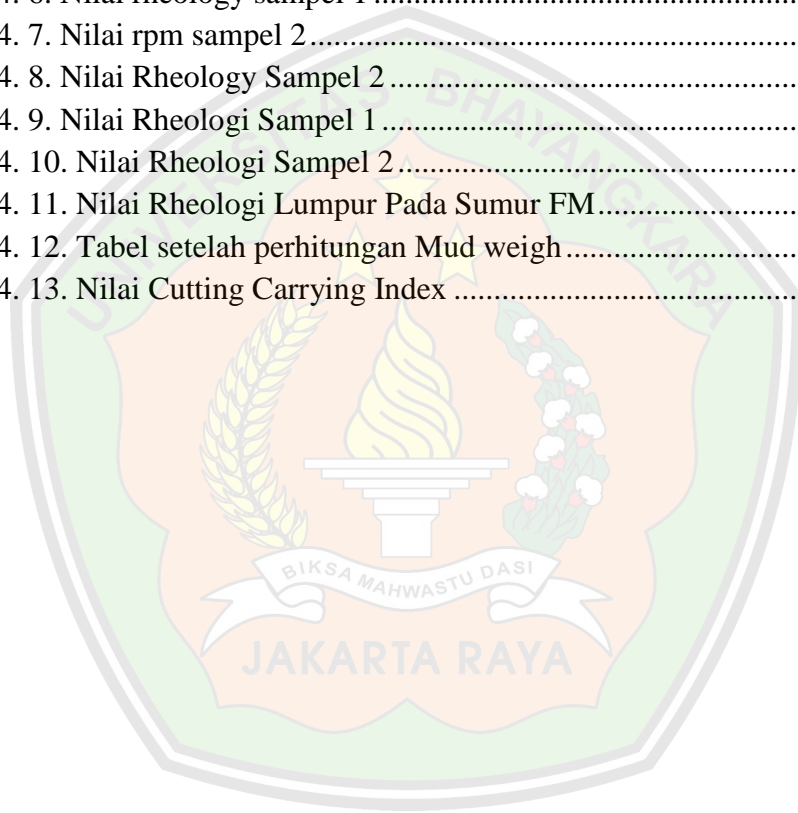 4. 6. Nilai rheology sampel 1
4. 7. Nilai rpm sampel 2
4. 8. Nilai Rheology Sampel 2
4. 9. Nilai Rheologi Sampel 1
4. 10. Nilai Rheologi Sampel 2
4. 11. Nilai Rheologi Lumpur Pada Sumur FM
4. 12. Tabel setelah perhitungan Mud weigh
4. 13. Nilai Cutting Carrying Index
UNIVERSITAS BHAYANGKARA
BIKSA MAHWASTU DASI
JAKARTA RAYA